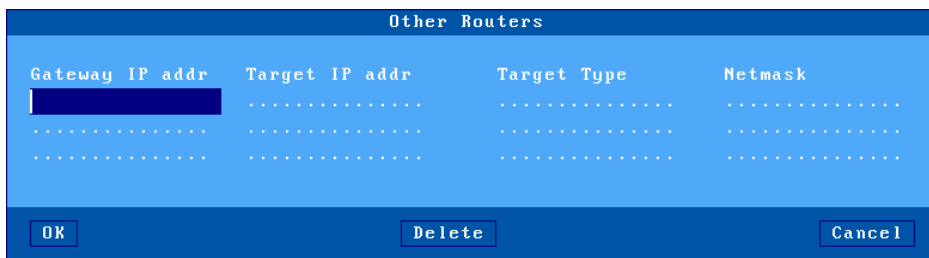 Other Routers
Gateway IP addr Target IP addr Target Type Netmask
............... ............... ...............
............... ............... ............... ...............
............... ............... ............... ...............
OK Delete Cancel